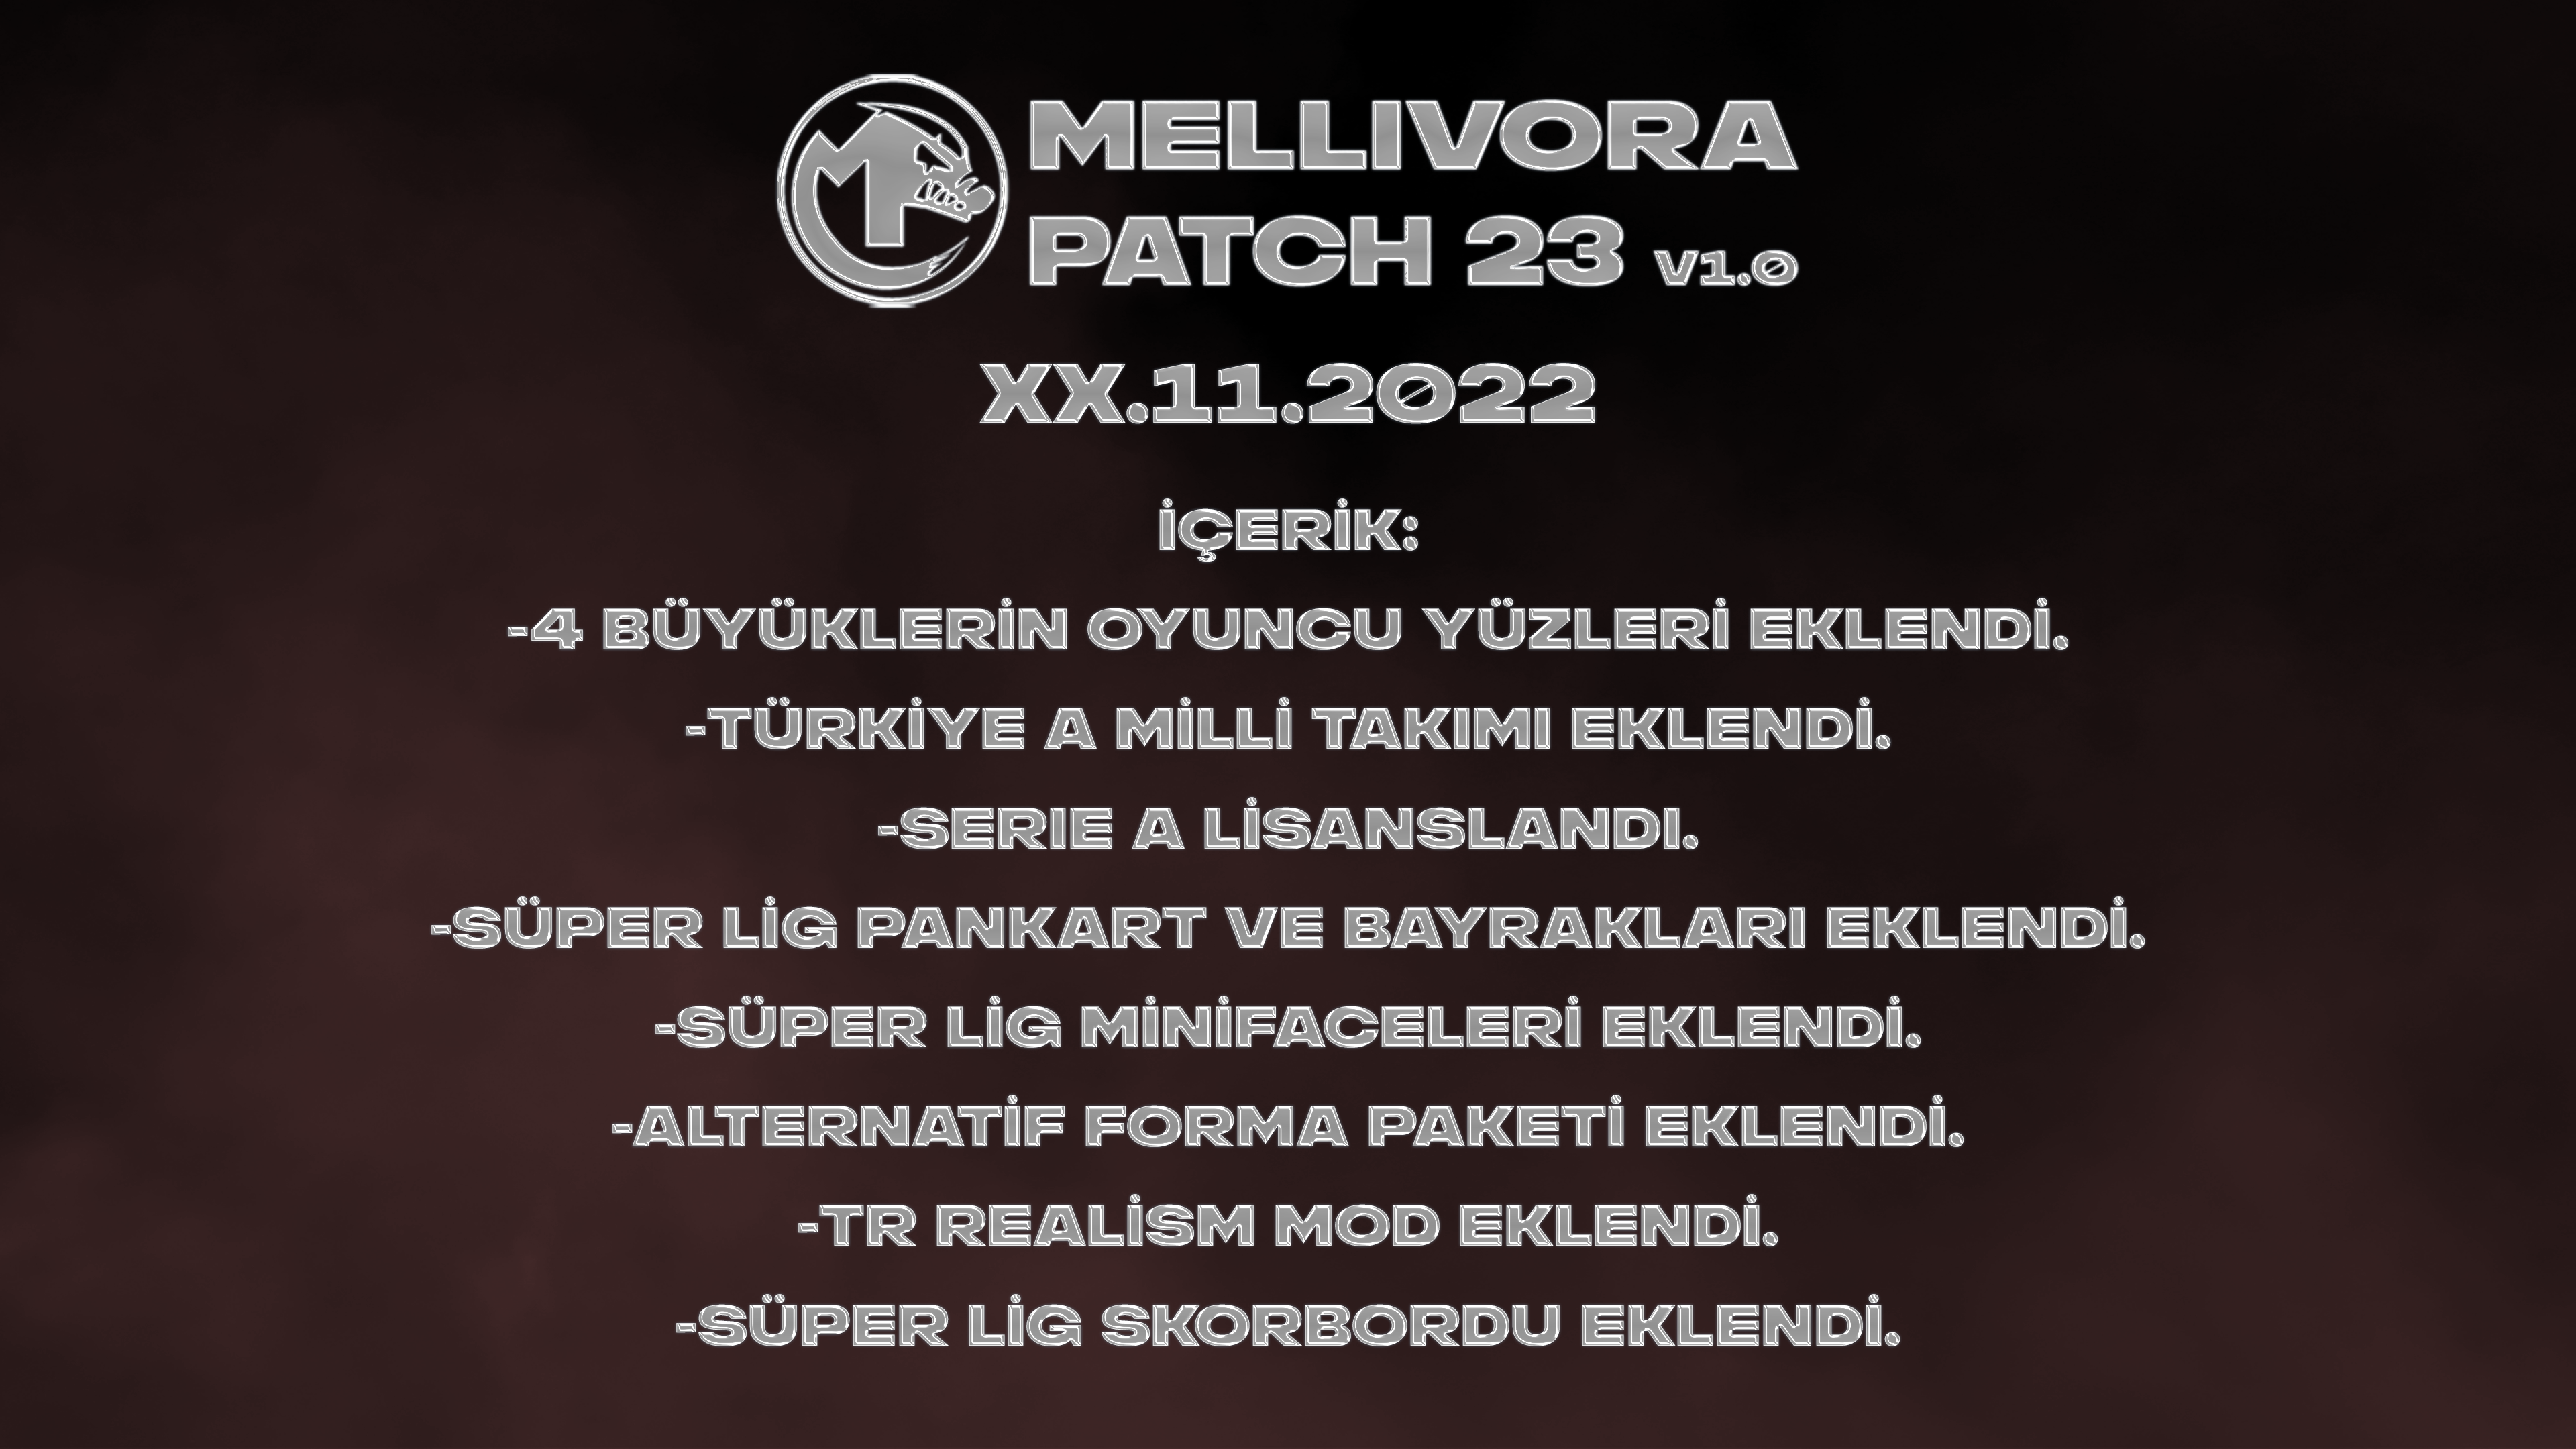 MELLIVORA
PATCH 23 V1.0
XX.11.2022
İÇERİK:
-4 BÜYÜKLERİN OYUNCU YÜZLERİ EKLENDİ.
-TÜRKİYE A MİLLİ TAKIMI EKLENDİ.
-SERIE A LİSANSLANDI.
-SÜPER LİG PANKART VE BAYRAKLARI EKLENDİ.
-SÜPER LİG MİNİFACELERİ EKLENDİ.
-ALTERNATİF FORMA PAKETİ EKLENDİ.
-TR REALİSM MOD EKLENDİ.
-SÜPER LİG SKORBORDU EKLENDİ.